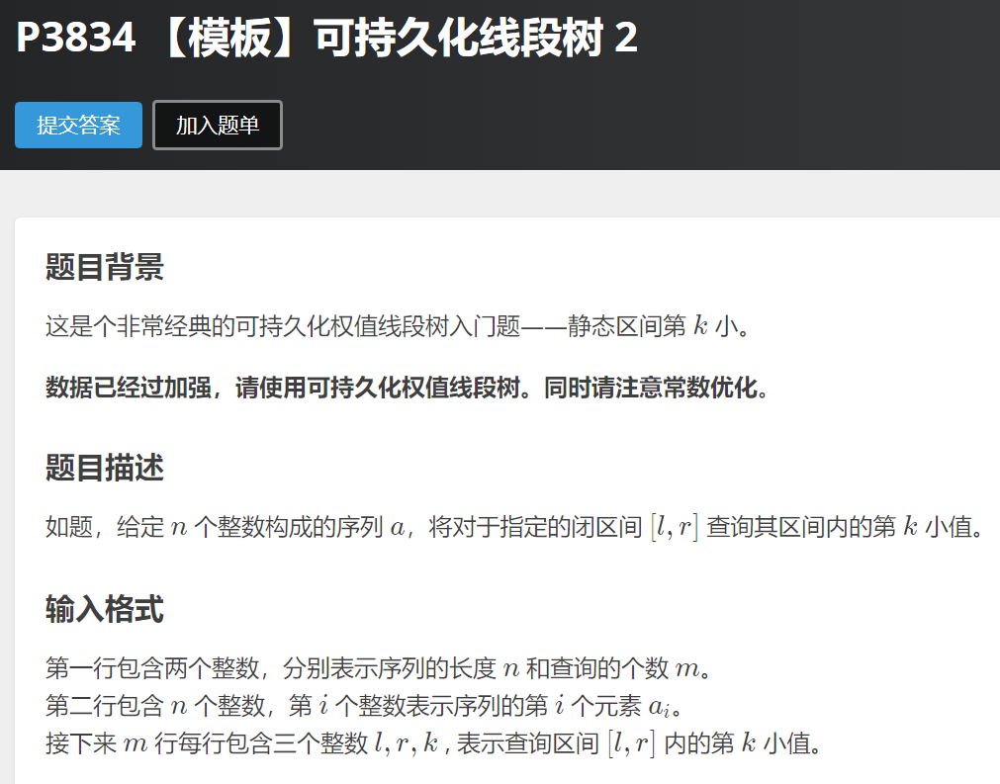 P3834 【模板】可持久化线段树 2
提交答案 加入题单
题目背景
这是个非常经典的可持久化权值线段树入门题——静态区间第 k 小。
数据已经过加强，请使用可持久化权值线段树。同时请注意常数优化。
题目描述
如题，给定 n 个整数构成的序列 a，将对于指定的闭区间 [l, r] 查询其区间内的第 k 小值。
输入格式
第一行包含两个整数，分别表示序列的长度 n 和查询的个数 m。
第二行包含 n 个整数，第 i 个整数表示序列的第 i 个元素 aᵢ。
接下来 m 行每行包含三个整数 l, r, k , 表示查询区间 [l, r] 内的第 k 小值。